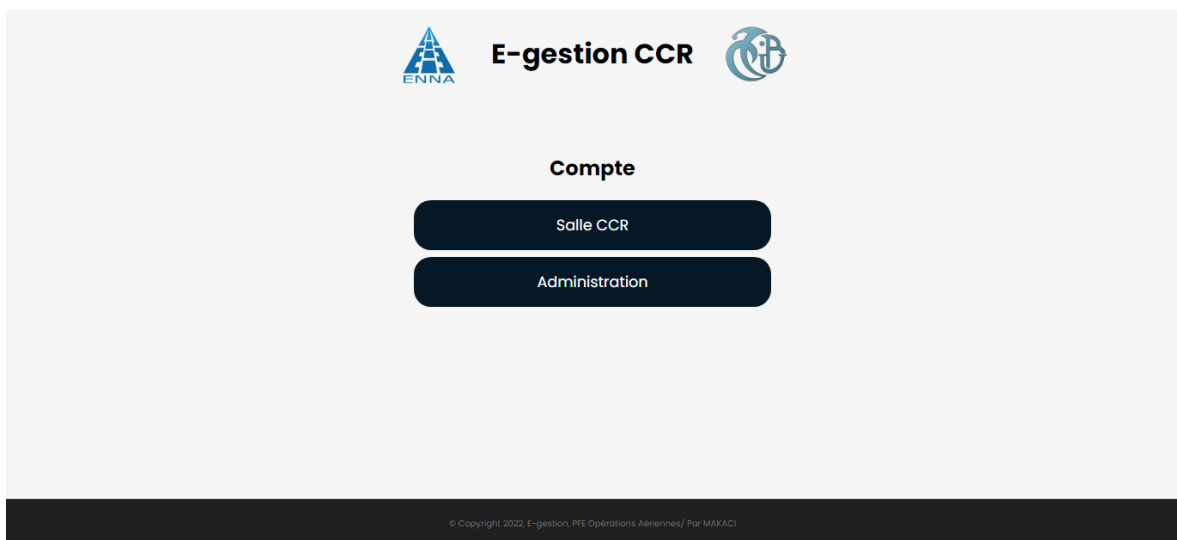 ENNA
E-gestion CCR
Compte
Salle CCR
Administration
© Copyright 2022, E-gestion, PFE Opérations Aériennes/ Par MAKACI